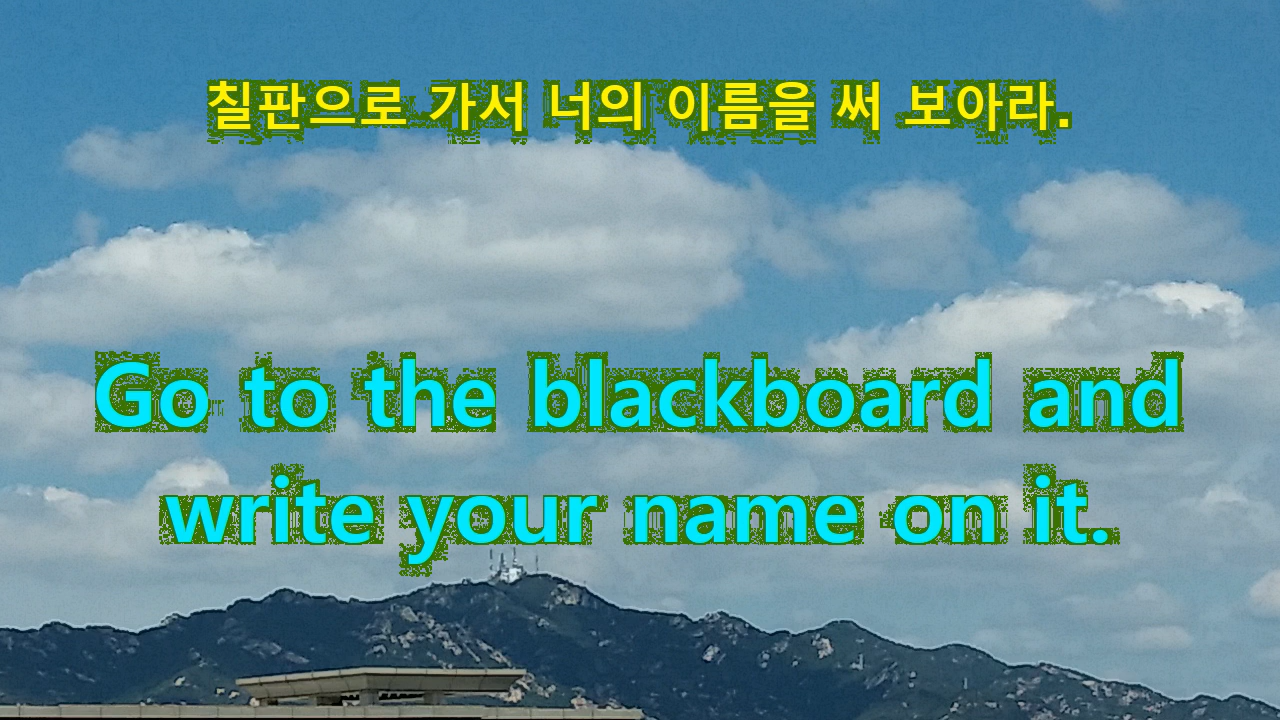 칠판으로 가서 너의 이름을 써 보아라.
Go to the blackboard and
write your name on it.